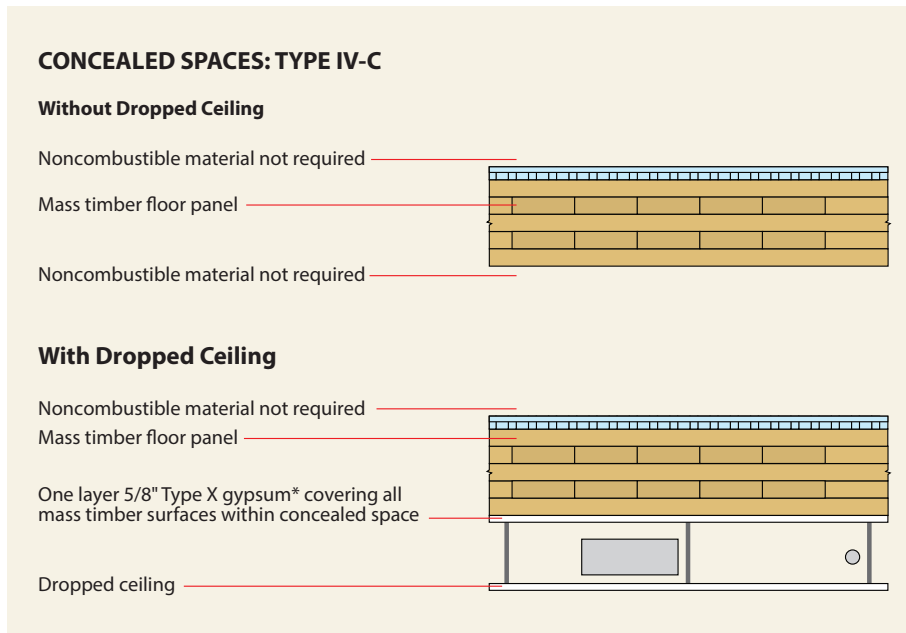 CONCEALED SPACES: TYPE IV-C
Without Dropped Ceiling
Noncombustible material not required
Mass timber floor panel
Noncombustible material not required
With Dropped Ceiling
Noncombustible material not required
Mass timber floor panel
One layer 5/8" Type X gypsum* covering all
mass timber surfaces within concealed space
Dropped ceiling